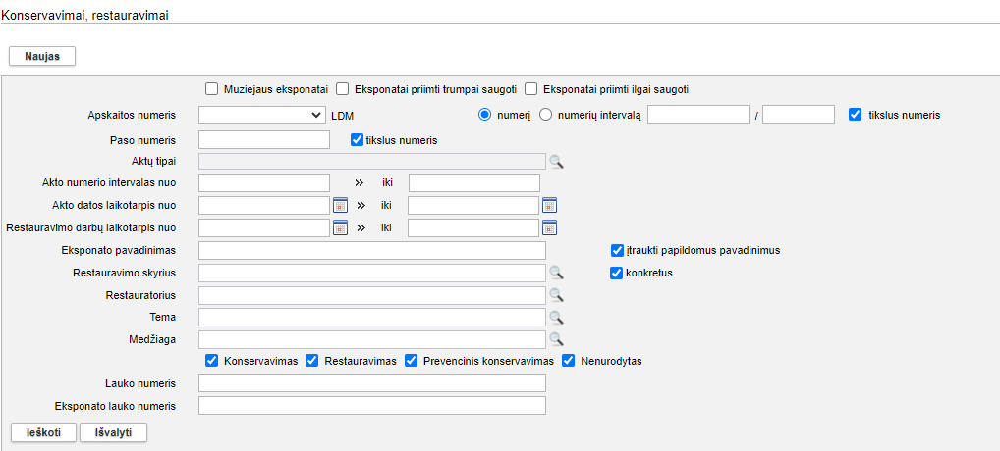 Konservavimai, restauravimai
Naujas
Muziejaus eksponatai Eksponatai priimti trumpai saugoti Eksponatai priimti ilgai saugoti
Apskaitos numeris LDM numerį numerių intervalą / tikslus numeris
Paso numeris tikslus numeris
Aktų tipai
Akto numerio intervalas nuo » iki
Akto datos laikotarpis nuo » iki
Restauravimo darbų laikotarpis nuo » iki
Eksponato pavadinimas įtraukti papildomus pavadinimus
Restauravimo skyrius konkretus
Restauratorius
Tema
Medžiaga
Konservavimas Restauravimas Prevencinis konservavimas Nenurodytas
Lauko numeris
Eksponato lauko numeris
Ieškoti Išvalyti